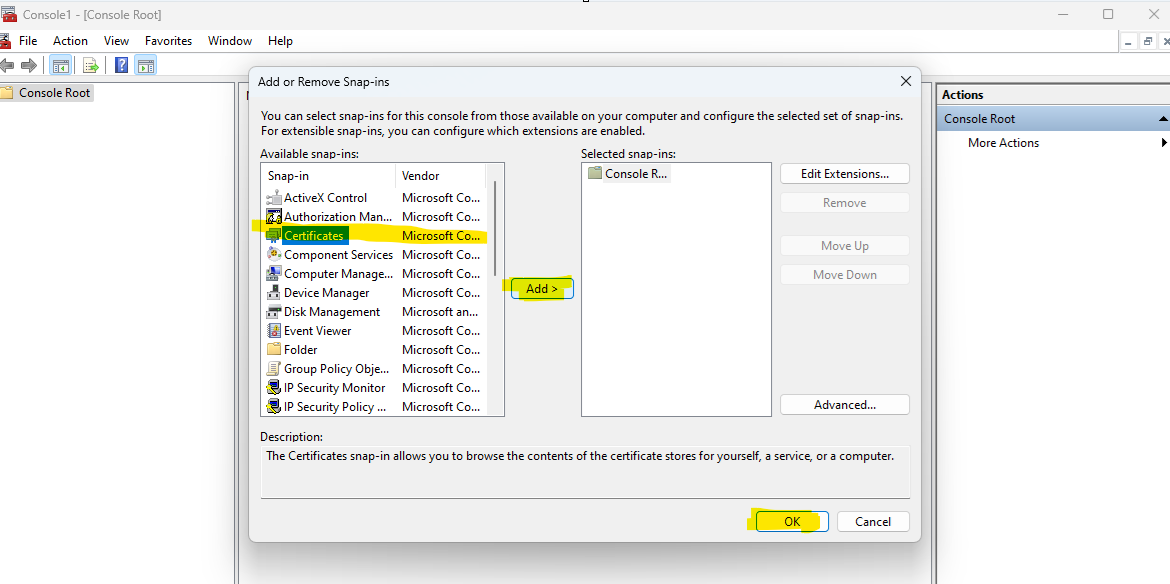 Console1 - [Console Root]
File Action View Favorites Window Help
Console Root
Add or Remove Snap-ins
You can select snap-ins for this console from those available on your computer and configure the selected set of snap-ins.
For extensible snap-ins, you can configure which extensions are enabled.
Available snap-ins:
Snap-in Vendor
ActiveX Control Microsoft Co...
Authorization Man... Microsoft Co...
Certificates Microsoft Co...
Component Services Microsoft Co...
Computer Manage... Microsoft Co...
Device Manager Microsoft Co...
Disk Management Microsoft an...
Event Viewer Microsoft Co...
Folder Microsoft Co...
Group Policy Obje... Microsoft Co...
IP Security Monitor Microsoft Co...
IP Security Policy ... Microsoft Co...
Add >
Selected snap-ins:
Console R...
Edit Extensions...
Remove
Move Up
Move Down
Advanced...
Description:
The Certificates snap-in allows you to browse the contents of the certificate stores for yourself, a service, or a computer.
OK Cancel
Actions
Console Root
More Actions